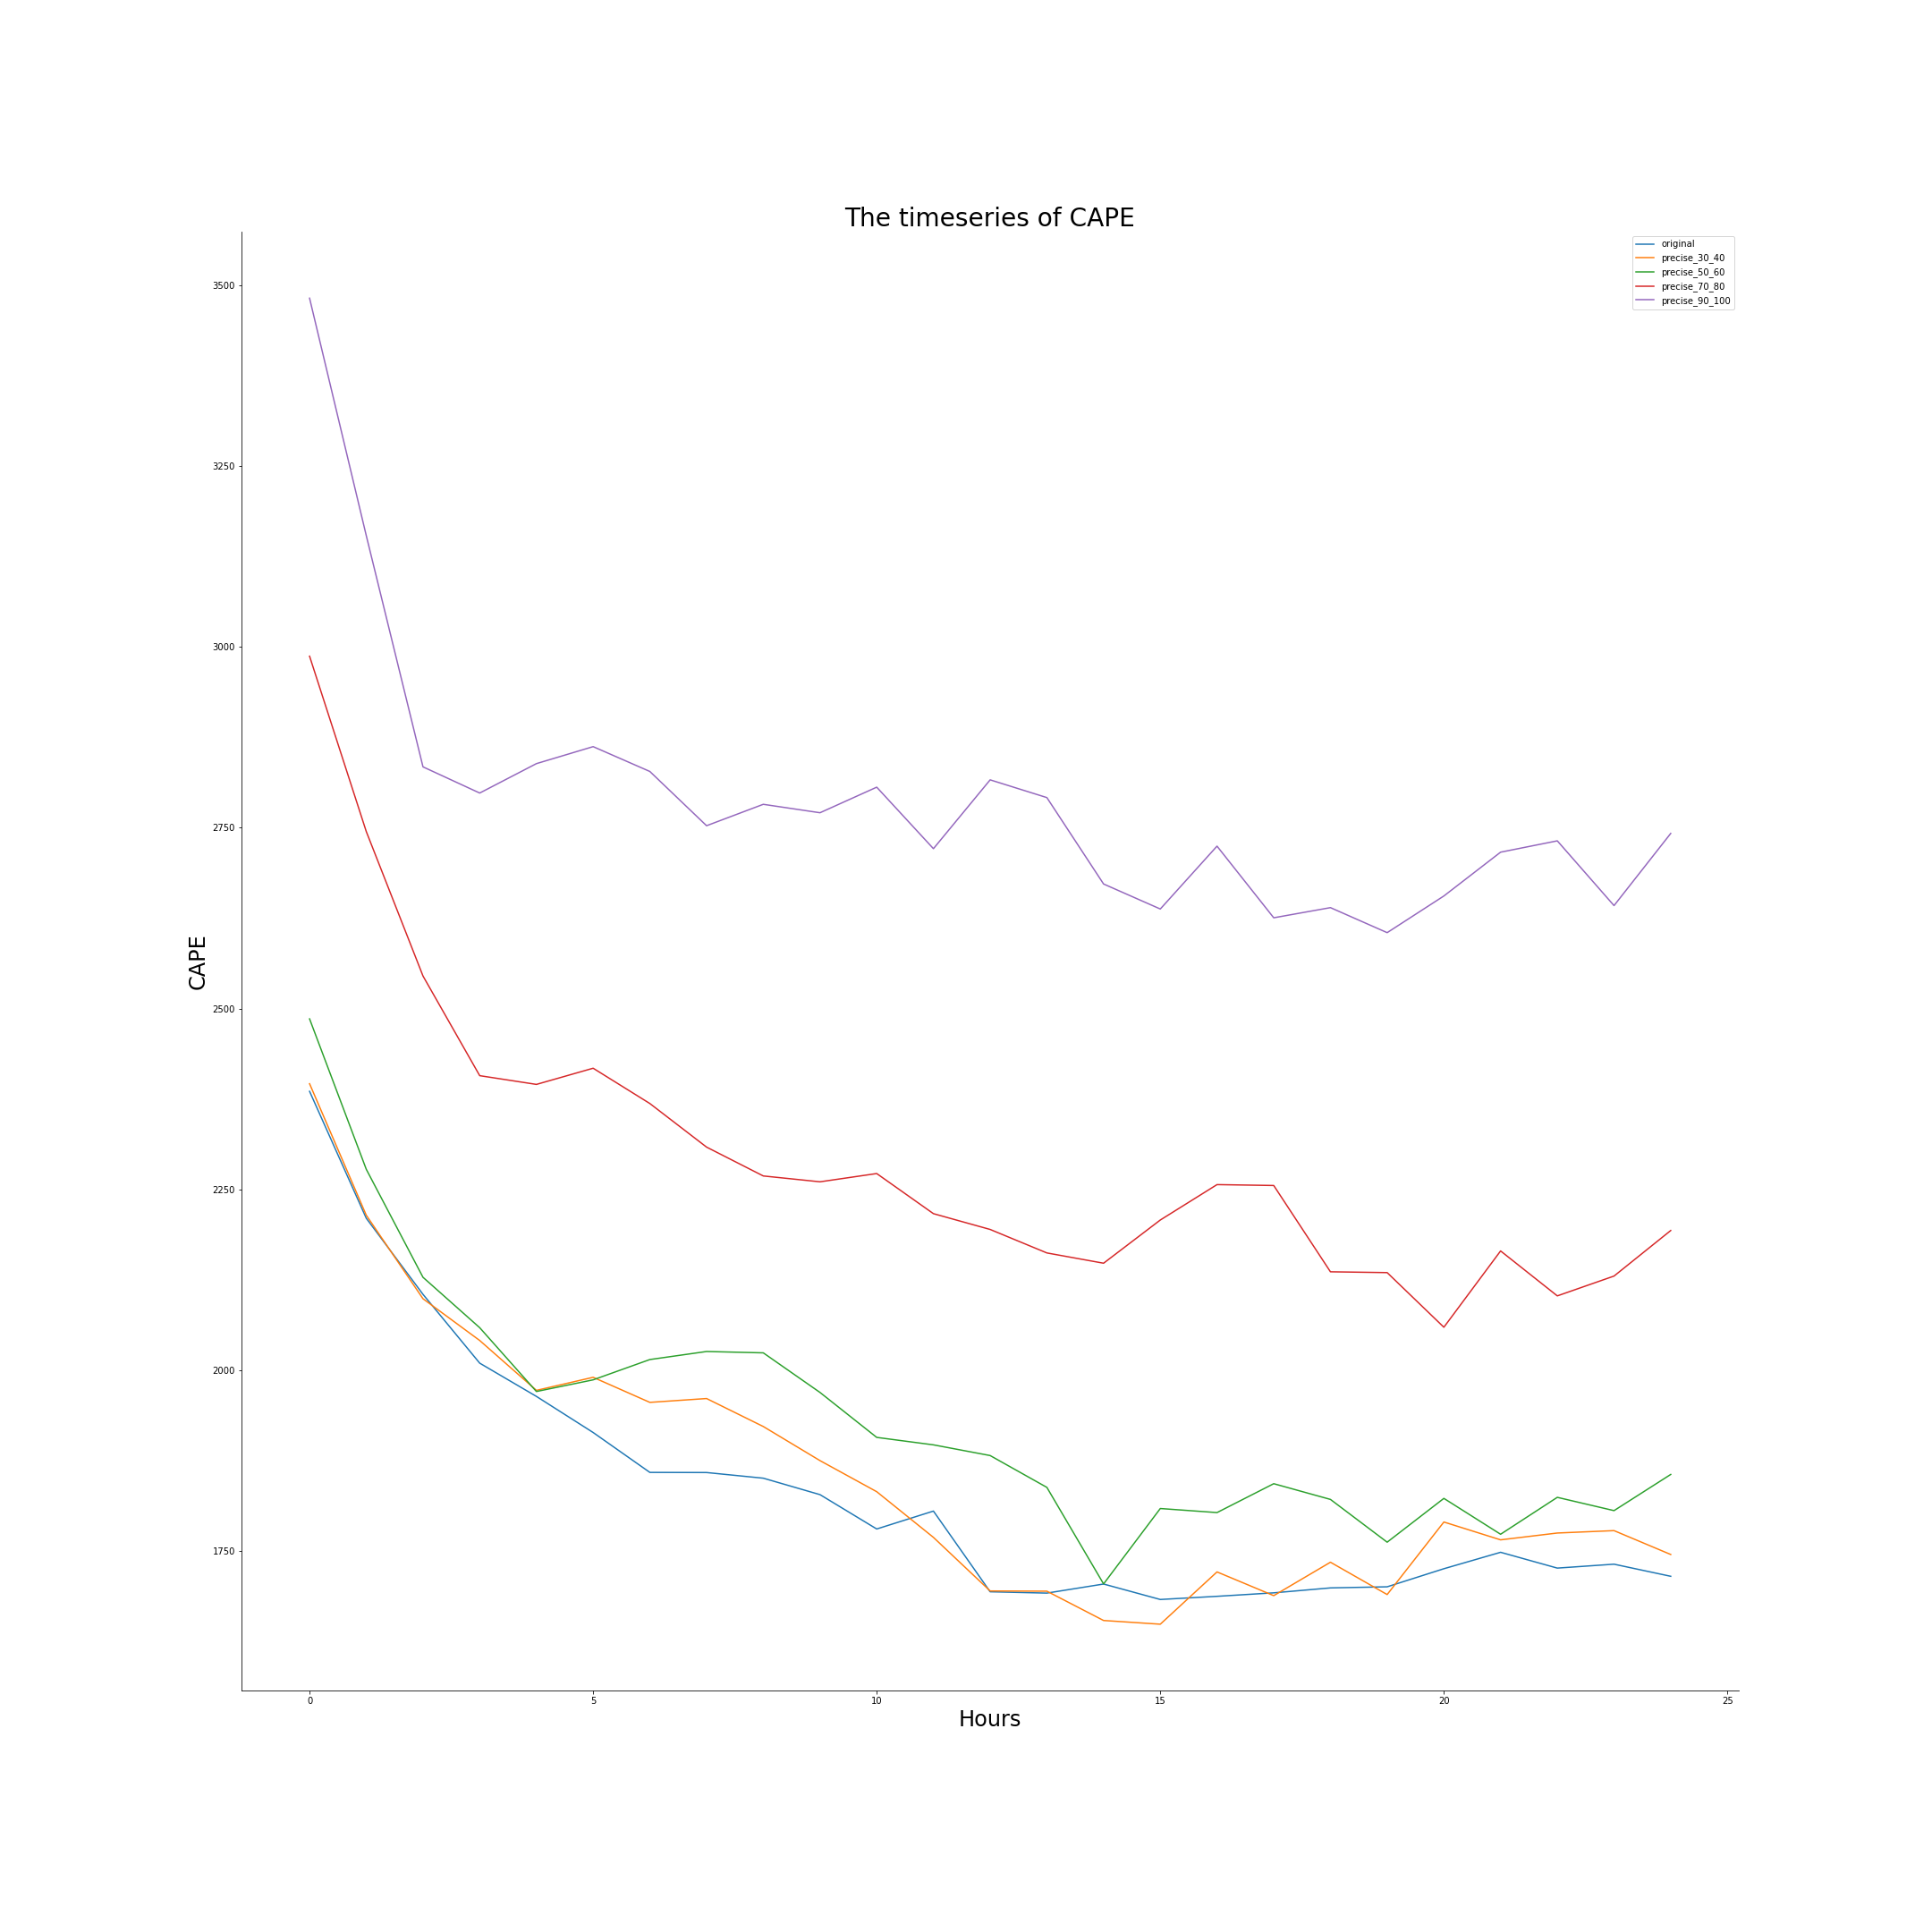 The timeseries of CAPE
original
precise_30_40
precise_50_60
precise_70_80
precise_90_100
3500
3250
3000
2750
2500
2250
2000
1750
CAPE
0 5 10 15 20 25
Hours